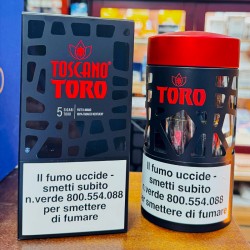 TOSCANO®
TORO
5
Il fumo uccide -
smetti subito
n.verde 800.554.088
per smettere
di fumare
TORO
Il fumo uccide -
smetti subito
n.verde 800.554.088
per smettere
di fumare